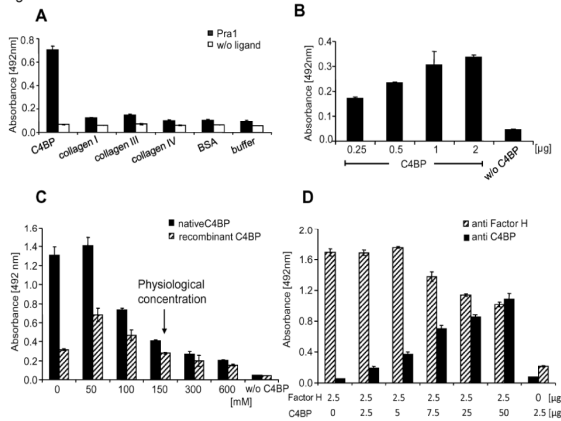 A
Absorbance [492nm]
0.8
0.6
0.4
0.2
0.0
Pra1
w/o ligand
C4BP
collagen I
collagen III
collagen IV
BSA
buffer
B
Absorbance [492nm]
0.4
0.3
0.2
0.1
0.0
0.25 0.5 1 2 [µg]
C4BP
w/o C4BP
C
Absorbance [492 nm]
1.6
1.4
1.2
1.0
0.8
0.6
0.4
0.2
0.0
nativeC4BP
recombinant C4BP
Physiological
concentration
0 50 100 150 300 600 w/o C4BP
[mM]
D
Absorbance [492nm]
2.0
1.6
1.2
0.8
0.4
0
anti Factor H
anti C4BP
Factor H 2.5 2.5 2.5 2.5 2.5 2.5 0 [µg
C4BP 0 2.5 5 7.5 25 50 2.5 [µg